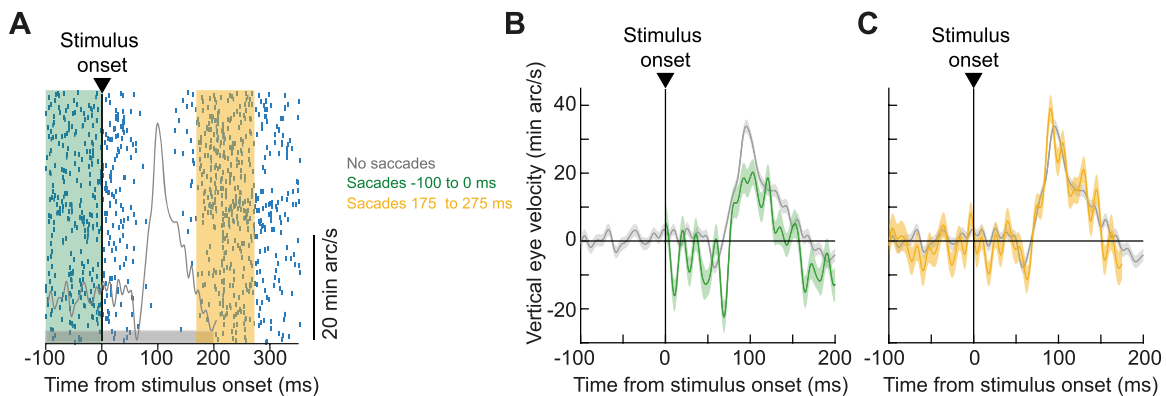 A
Stimulus
onset
-100 0 100 200 300
Time from stimulus onset (ms)
20 min arc/s
No saccades
Sacades -100 to 0 ms
Sacades 175 to 275 ms
B
Stimulus
onset
Vertical eye velocity (min arc/s)
40
20
0
-20
-100 0 100 200
Time from stimulus onset (ms)
C
Stimulus
onset
-100 0 100 200
Time from stimulus onset (ms)